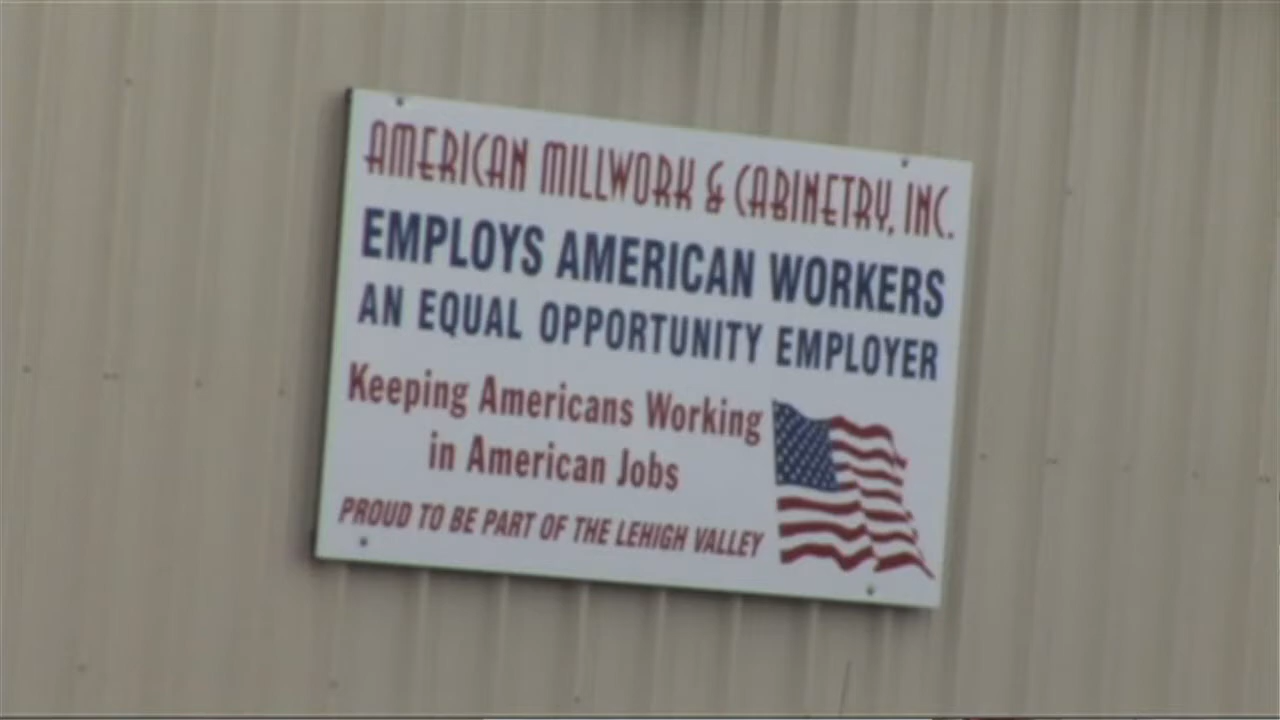 AMERICAN MILLWORK & CABINETRY, INC.
EMPLOYS AMERICAN WORKERS
AN EQUAL OPPORTUNITY EMPLOYER
Keeping Americans Working
in American Jobs
PROUD TO BE PART OF THE LEHIGH VALLEY